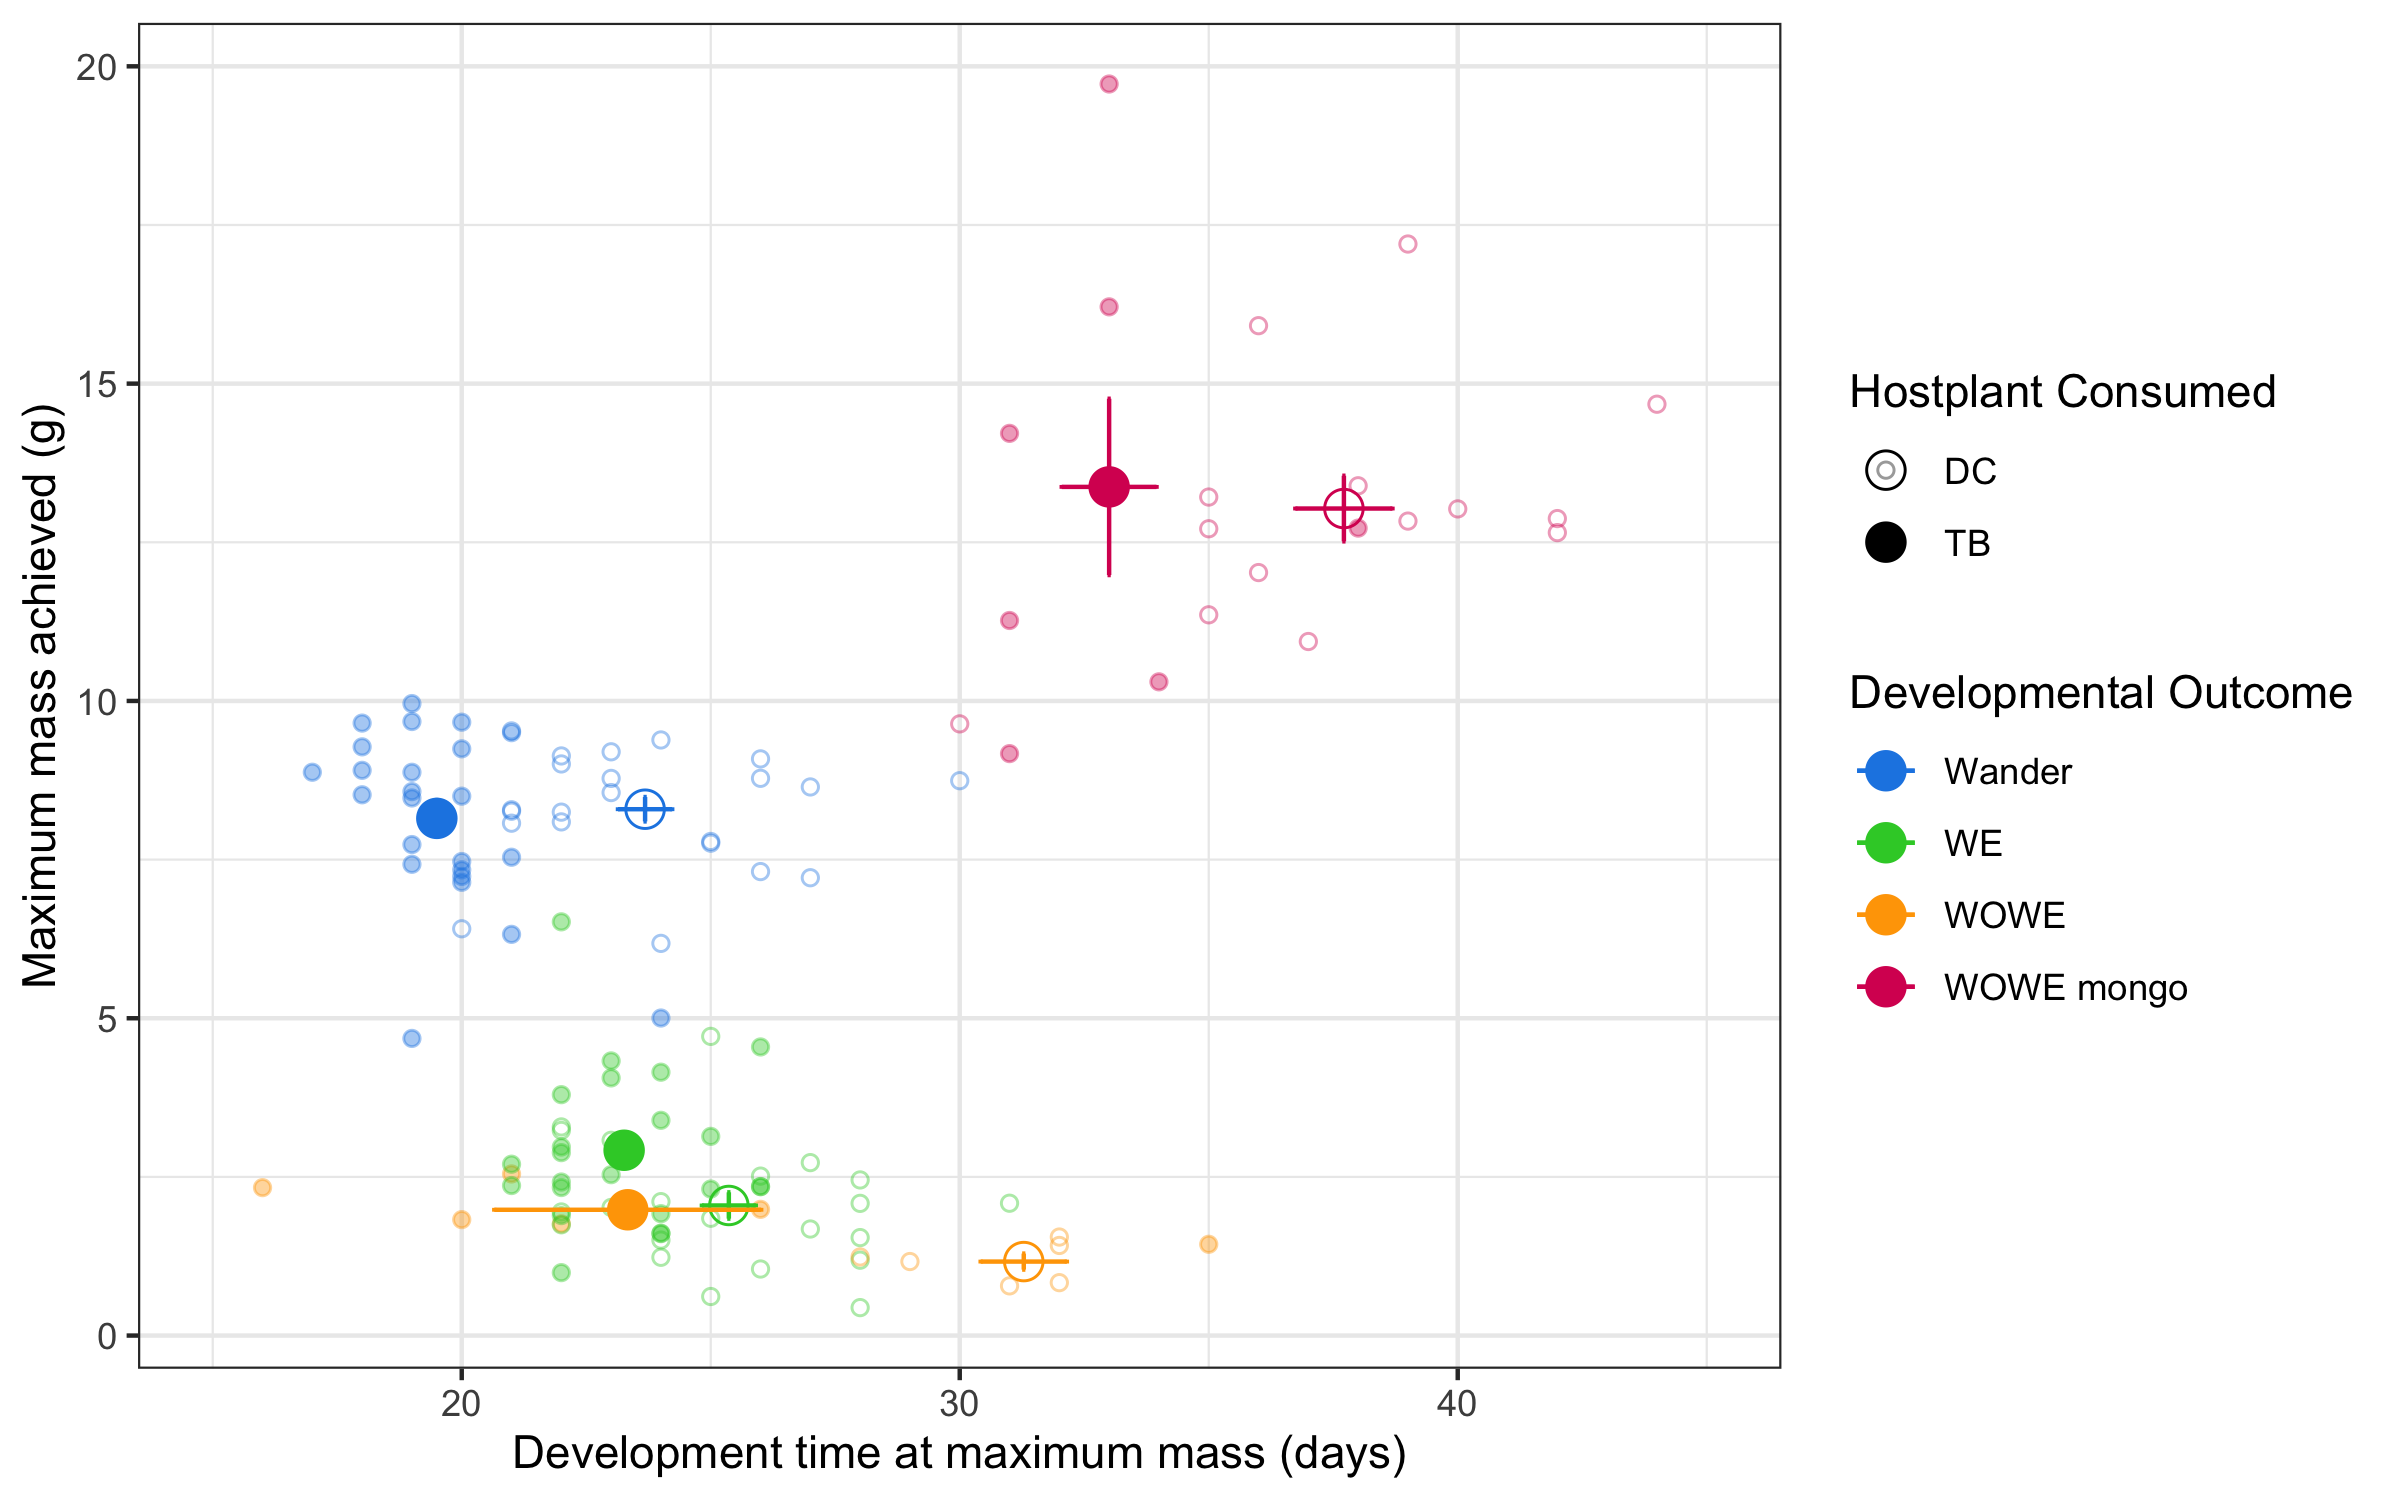 Maximum mass achieved (g)
20
15
10
5
0
20 30 40
Development time at maximum mass (days)
Hostplant Consumed
DC
TB
Developmental Outcome
Wander
WE
WOWE
WOWE mongo